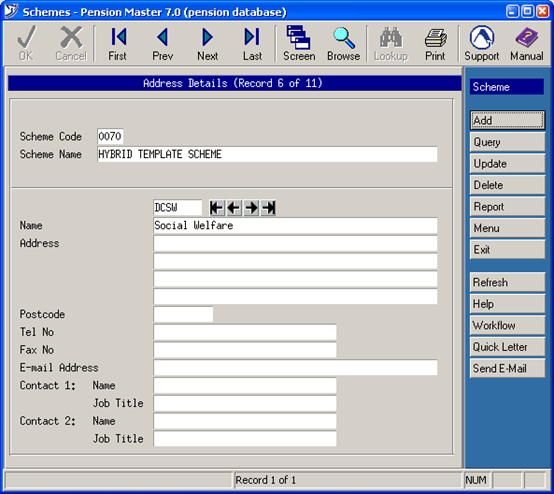 Schemes - Pension Master 7.0 (pension database)
OK Cancel First Prev Next Last Screen Browse Lookup Print Support Manual
Address Details (Record 6 of 11)
Scheme
Scheme Code 0070
Scheme Name HYBRID TEMPLATE SCHEME
DCSW
Name Social Welfare
Address
Postcode
Tel No
Fax No
E-mail Address
Contact 1: Name
Job Title
Contact 2: Name
Job Title
Add
Query
Update
Delete
Report
Menu
Exit
Refresh
Help
Workflow
Quick Letter
Send E-Mail
Record 1 of 1 NUM